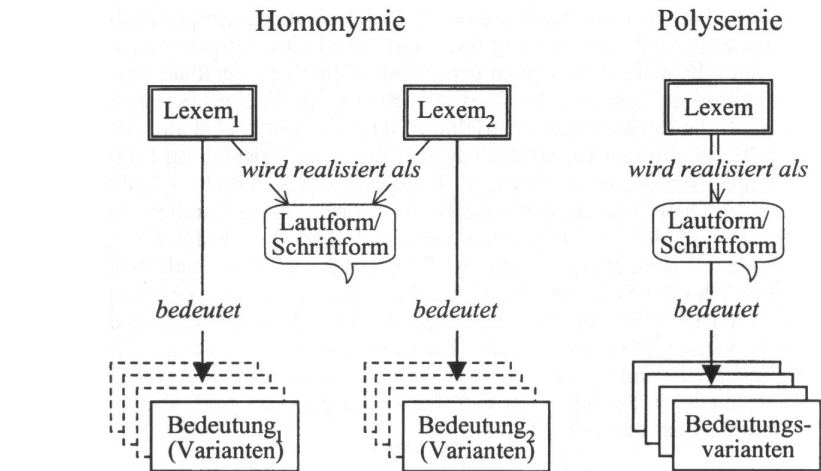 Homonymie Polysemie
Lexem1 Lexem2 Lexem
wird realisiert als wird realisiert als
Lautform/ Lautform/
Schriftform Schriftform
bedeutet bedeutet bedeutet
Bedeutung1 Bedeutung2 Bedeutungs-
(Varianten) (Varianten) varianten